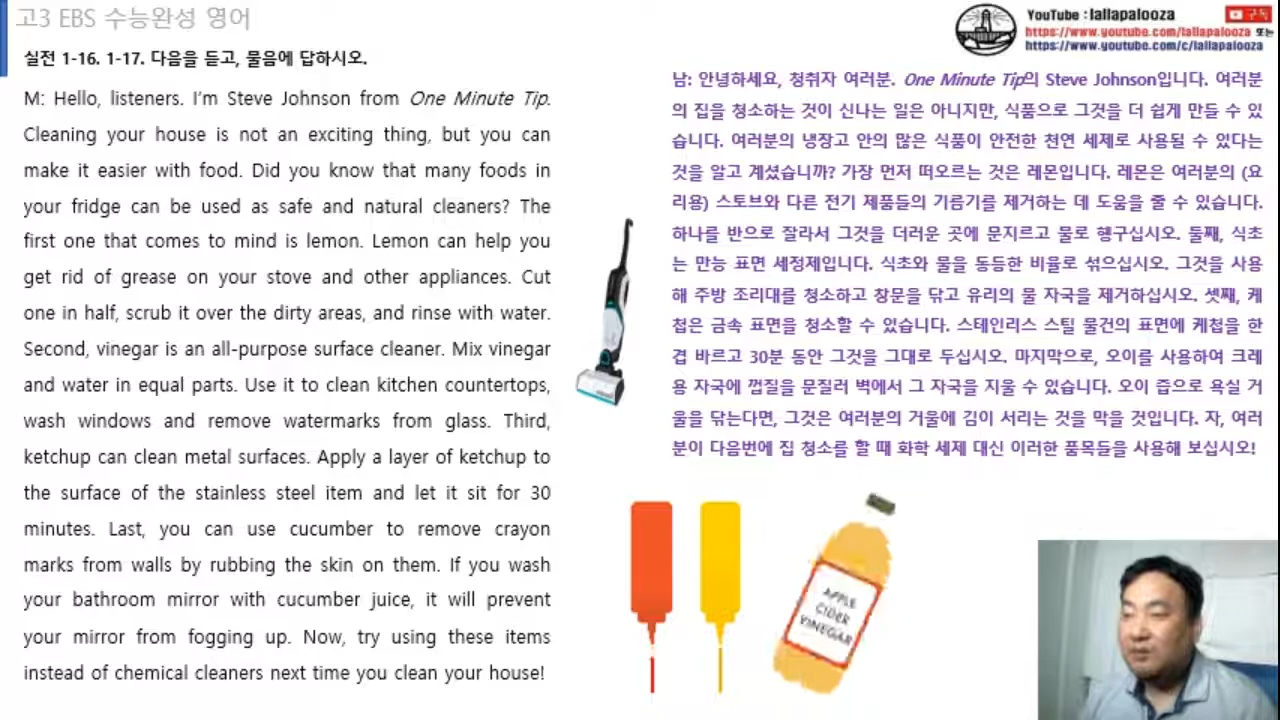 고3 EBS 수능완성 영어
YouTube : lallapalooza
구독
https://www.youtube.com/lallapalooza 또는
https://www.youtube.com/c/lallapalooza
실전 1-16. 1-17. 다음을 듣고, 물음에 답하시오.
M: Hello, listeners. I’m Steve Johnson from One Minute Tip.
Cleaning your house is not an exciting thing, but you can
make it easier with food. Did you know that many foods in
your fridge can be used as safe and natural cleaners? The
first one that comes to mind is lemon. Lemon can help you
get rid of grease on your stove and other appliances. Cut
one in half, scrub it over the dirty areas, and rinse with water.
Second, vinegar is an all-purpose surface cleaner. Mix vinegar
and water in equal parts. Use it to clean kitchen countertops,
wash windows and remove watermarks from glass. Third,
ketchup can clean metal surfaces. Apply a layer of ketchup to
the surface of the stainless steel item and let it sit for 30
minutes. Last, you can use cucumber to remove crayon
marks from walls by rubbing the skin on them. If you wash
your bathroom mirror with cucumber juice, it will prevent
your mirror from fogging up. Now, try using these items
instead of chemical cleaners next time you clean your house!
남: 안녕하세요, 청취자 여러분. One Minute Tip의 Steve Johnson입니다. 여러분
의 집을 청소하는 것이 신나는 일은 아니지만, 식품으로 그것을 더 쉽게 만들 수 있
습니다. 여러분의 냉장고 안의 많은 식품이 안전한 천연 세제로 사용될 수 있다는
것을 알고 계셨습니까? 가장 먼저 떠오르는 것은 레몬입니다. 레몬은 여러분의 (요
리용) 스토브와 다른 전기 제품들의 기름기를 제거하는 데 도움을 줄 수 있습니다.
하나를 반으로 잘라서 그것을 더러운 곳에 문지르고 물로 헹구십시오. 둘째, 식초
는 만능 표면 세정제입니다. 식초와 물을 동등한 비율로 섞으십시오. 그것을 사용
해 주방 조리대를 청소하고 창문을 닦고 유리의 물 자국을 제거하십시오. 셋째, 케
첩은 금속 표면을 청소할 수 있습니다. 스테인리스 스틸 물건의 표면에 케첩을 한
겹 바르고 30분 동안 그것을 그대로 두십시오. 마지막으로, 오이를 사용하여 크레
용 자국에 껍질을 문질러 벽에서 그 자국을 지울 수 있습니다. 오이 즙으로 욕실 거
울을 닦는다면, 그것은 여러분의 거울에 김이 서리는 것을 막을 것입니다. 자, 여러
분이 다음번에 집 청소를 할 때 화학 세제 대신 이러한 품목들을 사용해 보십시오!
APPLE
CIDER
VINEGAR